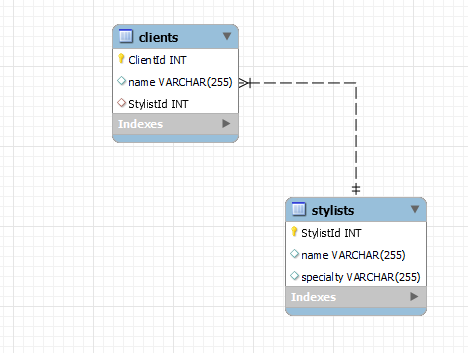 clients
ClientId INT
name VARCHAR(255)
StylistId INT
Indexes
stylists
StylistId INT
name VARCHAR(255)
specialty VARCHAR(255)
Indexes